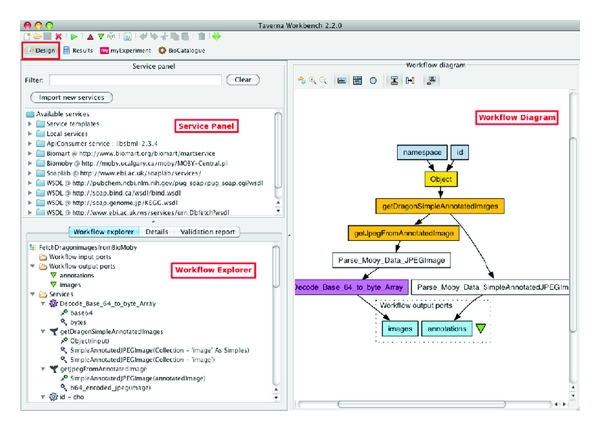 Taverna Workbench 2.2.0
Design Results myExperiment BioCatalogue
Service panel
Filter: Clear
Import new services
Available services
Service templates
Local services
Service Panel
ApiConsumer service : libsbml-2.3.4
Biomart @ http://www.biomart.org/biomart/martservice
Biomoby @ http://moby.ucalgary.ca/moby/MOBY-Central.pl
Soaplab @ http://www.ebi.ac.uk/soaplab/services/
WSDL @ http://pubchem.ncbi.nlm.nih.gov/pug_soap/pug_soap.cgi?wsdl
WSDL @ http://soap.bind.ca/wsdl/bind.wsdl
WSDL @ http://soap.genome.jp/KEGG.wsdl
WSDL @ http://www.ebi.ac.uk/ws/services/urn:Dbfetch?wsdl
Workflow explorer Details Validation report
FetchDragonImagesfromBioMoby
Workflow input ports
Workflow output ports
Workflow Explorer
annotations
images
Services
Decode_Base_64_to_byte_Array
base64
bytes
getDragonSimpleAnnotatedImages
Object(input)
SimpleAnnotatedJPEGImage(Collection - 'image' As Simples)
SimpleAnnotatedJPEGImage(Collection - 'image')
getJpegFromAnnotatedImage
SimpleAnnotatedJPEGImage(annotatedImage)
b64_encoded_jpeg(image)
id - cho
Workflow diagram
Workflow Diagram
namespace id
Object
getDragonSimpleAnnotatedImages
getJpegFromAnnotatedImage
Parse_Moby_Data_JPEGImage
Decode_Base_64_to_byte_Array Parse_Moby_Data_SimpleAnnotatedJPEGIm
Workflow output ports
images annotations